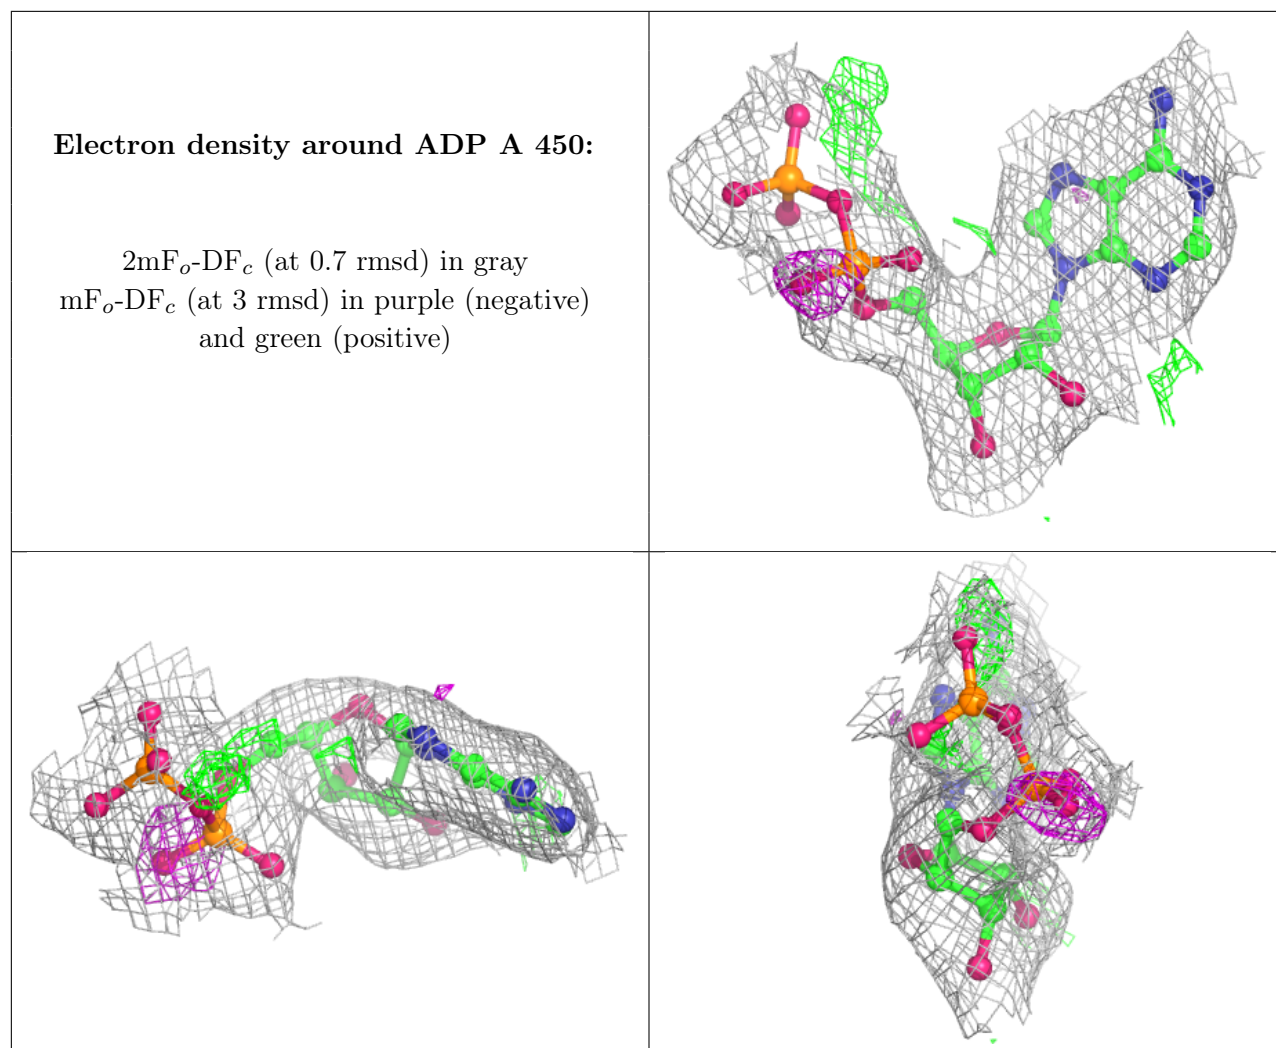 Electron density around ADP A 450:
2mFₒ-DF𝒸 (at 0.7 rmsd) in gray
mFₒ-DF𝒸 (at 3 rmsd) in purple (negative)
and green (positive)